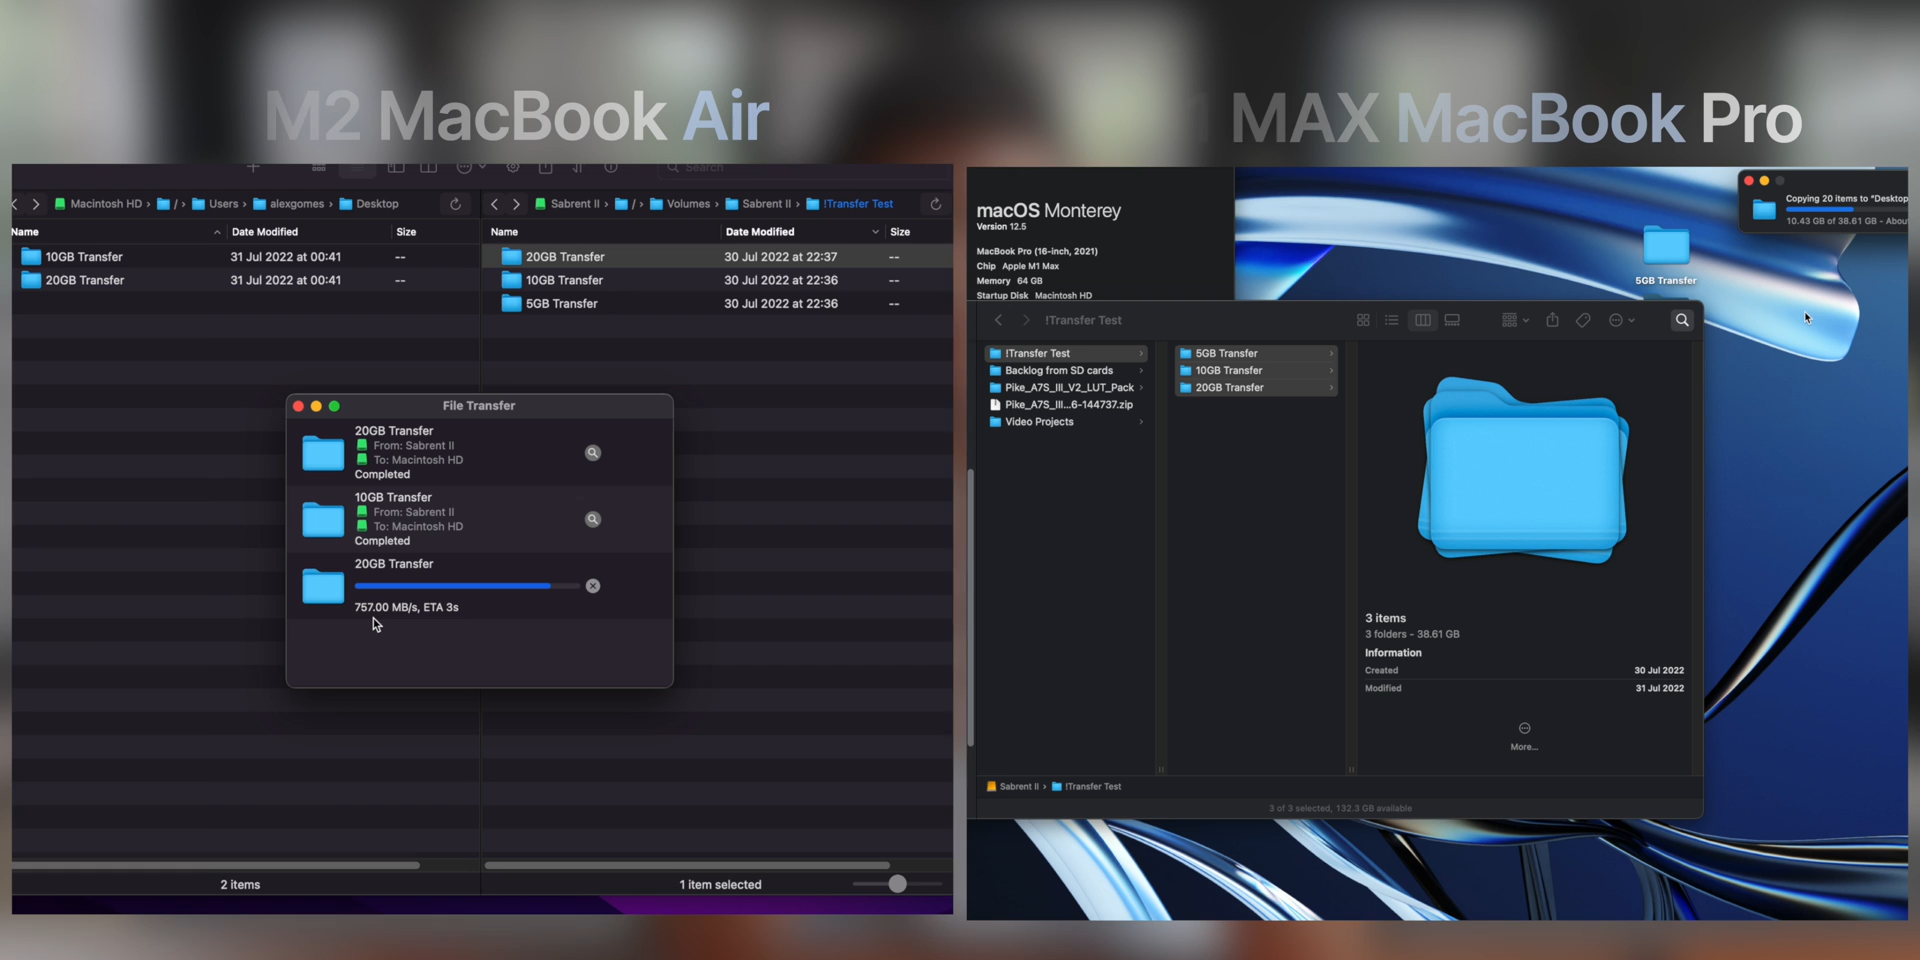 M2 MacBook Air
MAX MacBook Pro
Search
Macintosh HD › / › Users › alexgomes › Desktop
Sabrent II › / › Volumes › Sabrent II › !Transfer Test
Name Date Modified Size
Name Date Modified Size
10GB Transfer 31 Jul 2022 at 00:41 --
20GB Transfer 31 Jul 2022 at 00:41 --
20GB Transfer 30 Jul 2022 at 22:37 --
10GB Transfer 30 Jul 2022 at 22:36 --
5GB Transfer 30 Jul 2022 at 22:36 --
File Transfer
20GB Transfer
From: Sabrent II
To: Macintosh HD
Completed
10GB Transfer
From: Sabrent II
To: Macintosh HD
Completed
20GB Transfer
757.00 MB/s, ETA 3s
2 items
1 item selected
macOS Monterey
Version 12.5
MacBook Pro (16-inch, 2021)
Chip Apple M1 Max
Memory 64 GB
Startup Disk Macintosh HD
Copying 20 items to "Desktop
10.43 GB of 38.61 GB - Abou
5GB Transfer
!Transfer Test
!Transfer Test
Backlog from SD cards
Pike_A7S_III_V2_LUT_Pack
Pike_A7S_III...6-144737.zip
Video Projects
5GB Transfer
10GB Transfer
20GB Transfer
3 items
3 folders - 38.61 GB
Information
Created 30 Jul 2022
Modified 31 Jul 2022
More...
Sabrent II › !Transfer Test
3 of 3 selected, 132.3 GB available